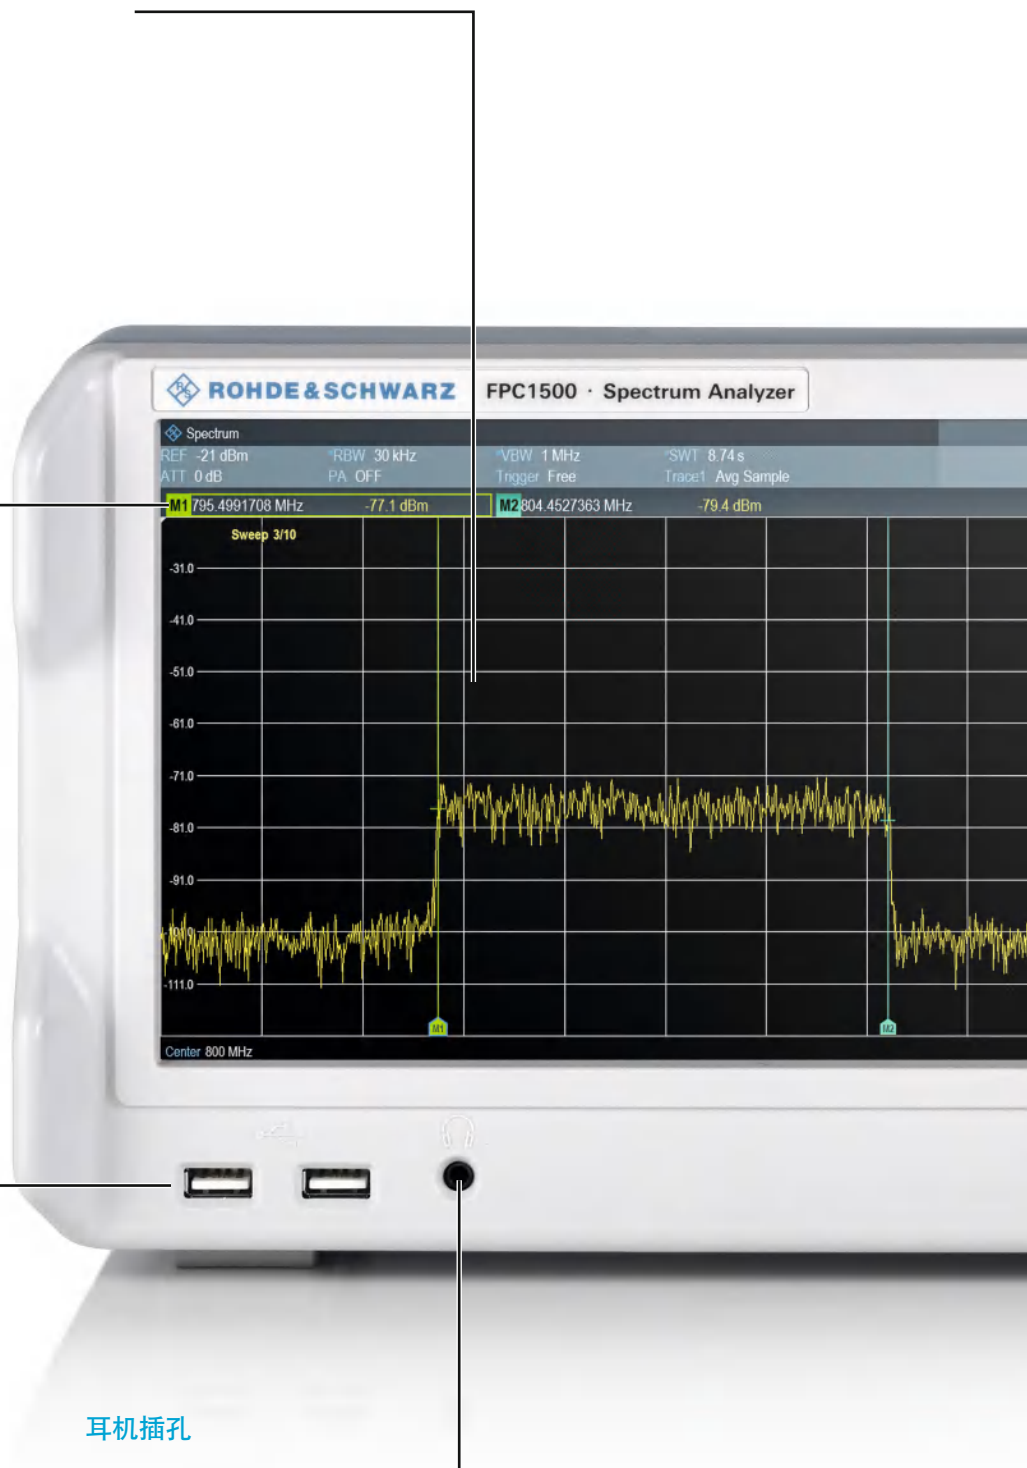 ROHDE&SCHWARZ FPC1500 · Spectrum Analyzer
Spectrum
REF -21 dBm *RBW 30 kHz *VBW 1 MHz *SWT 8.74 s
ATT 0 dB PA OFF Trigger Free Trace1 Avg Sample
M1 795.4991708 MHz -77.1 dBm M2 804.4527363 MHz -79.4 dBm
Sweep 3/10
-31.0
-41.0
-51.0
-61.0
-71.0
-81.0
-91.0
-111.0
M1 M2
Center 800 MHz
耳机插孔